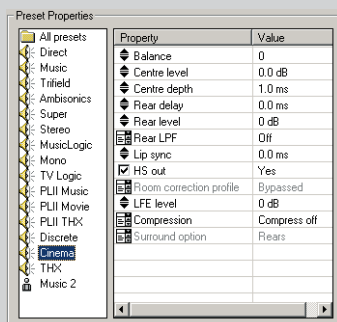 Preset Properties
All presets
Direct
Music
Trifield
Ambisonics
Super
Stereo
MusicLogic
Mono
TV Logic
PLII Music
PLII Movie
PLII THX
Discrete
Cinema
THX
Music 2
Property Value
Balance 0
Centre level 0.0 dB
Centre depth 1.0 ms
Rear delay 0.0 ms
Rear level 0 dB
Rear LPF Off
Lip sync 0.0 ms
HS out Yes
Room correction profile Bypassed
LFE level 0 dB
Compression Compress off
Surround option Rears